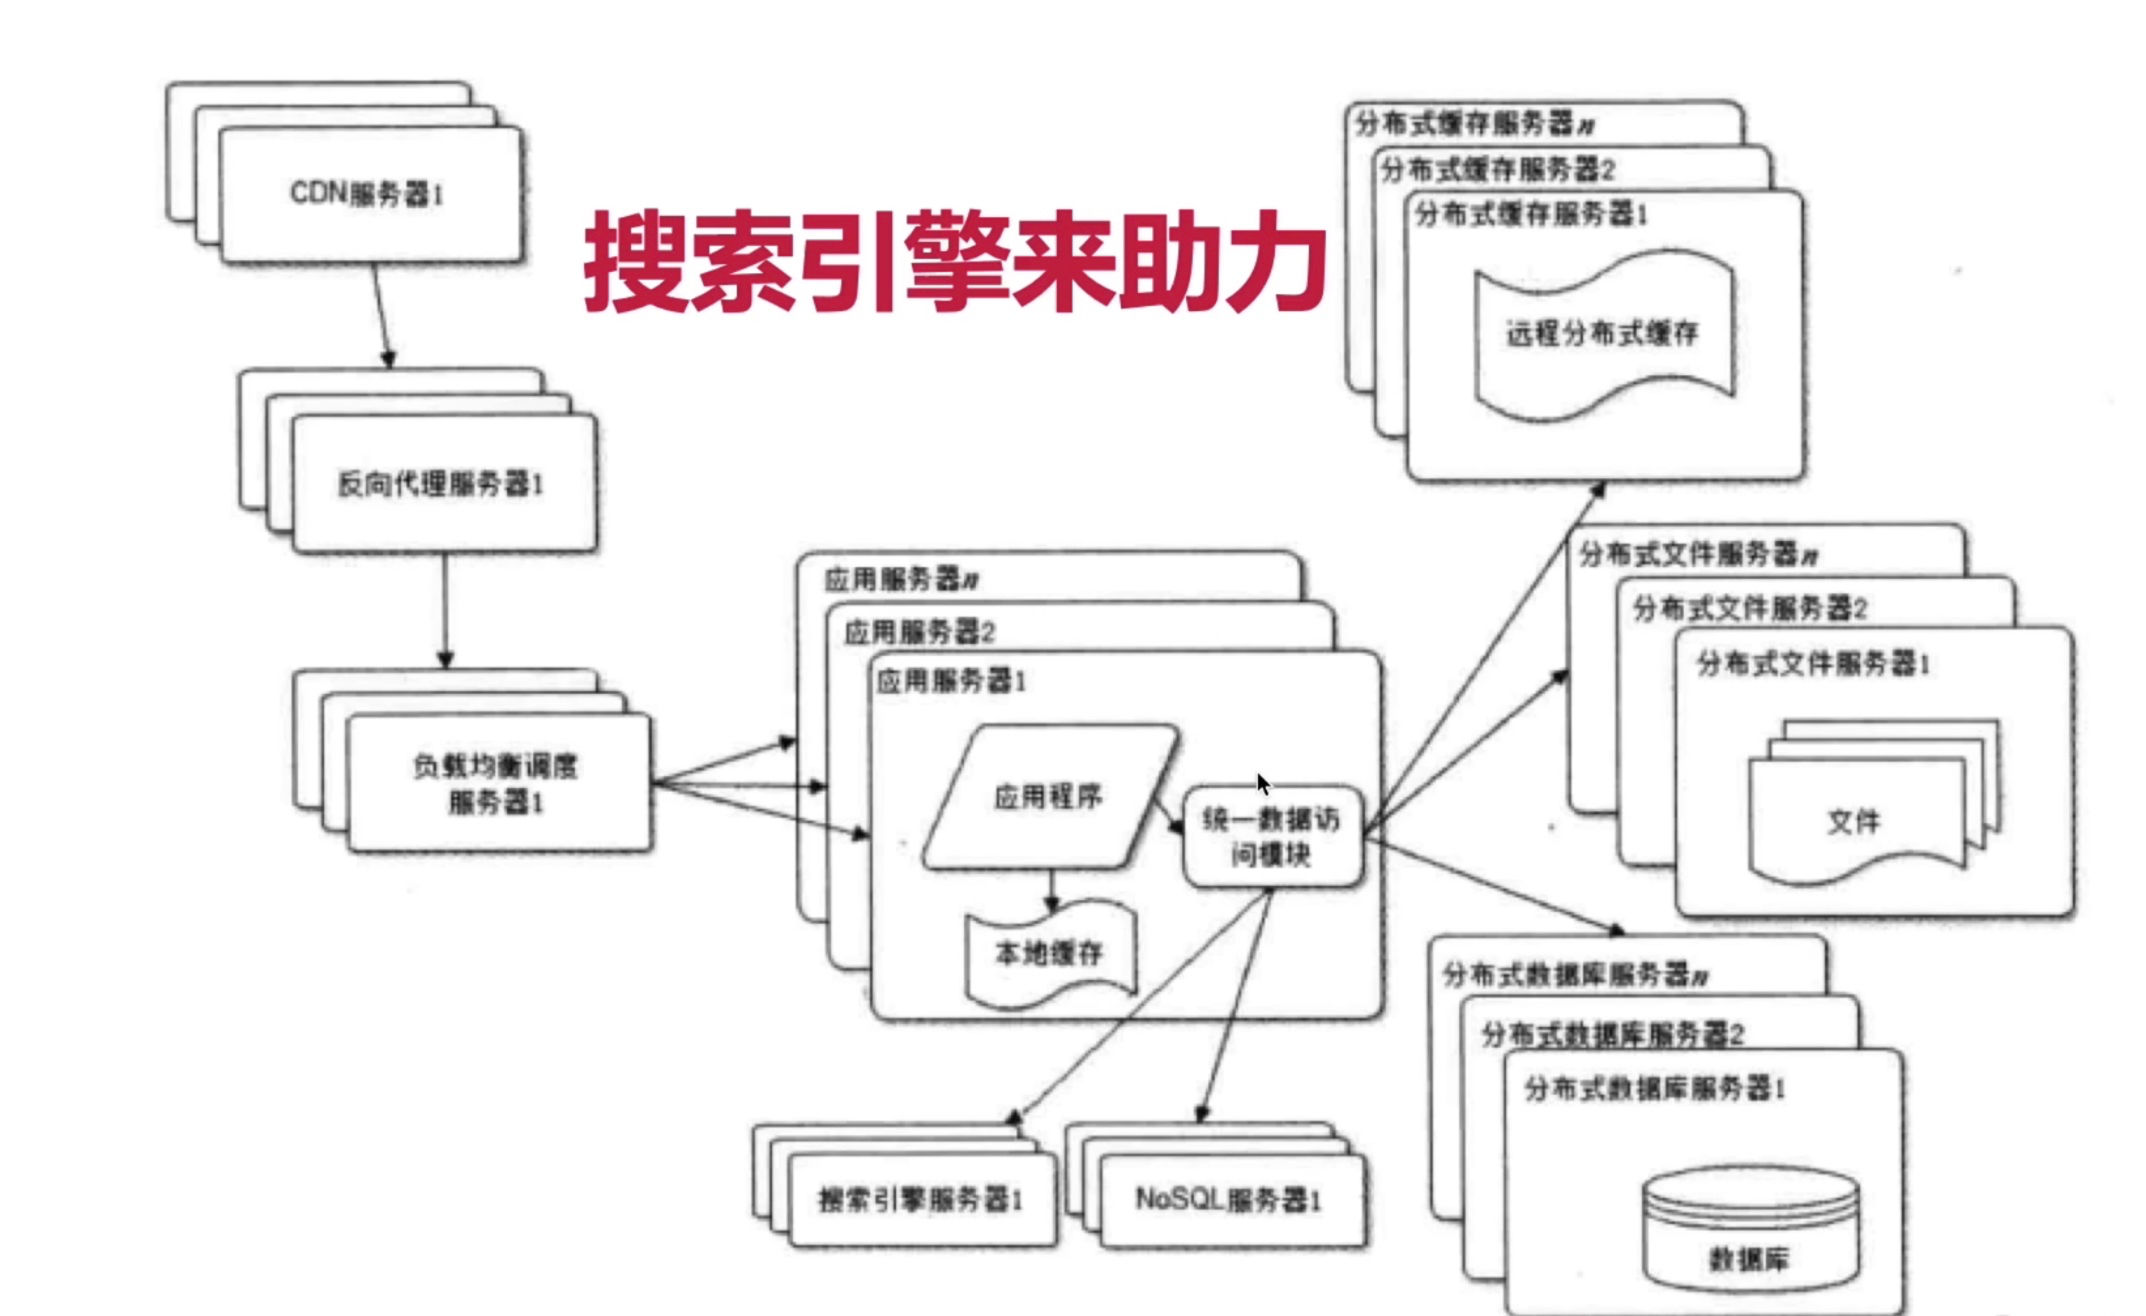 CDN服务器1
搜索引擎来助力
分布式缓存服务器n
分布式缓存服务器2
分布式缓存服务器1
远程分布式缓存
反向代理服务器1
负载均衡调度
服务器1
应用服务器n
应用服务器2
应用服务器1
应用程序
统一数据访
问模块
本地缓存
分布式文件服务器n
分布式文件服务器2
分布式文件服务器1
文件
分布式数据库服务器n
分布式数据库服务器2
分布式数据库服务器1
数据库
搜索引擎服务器1
NoSQL服务器1